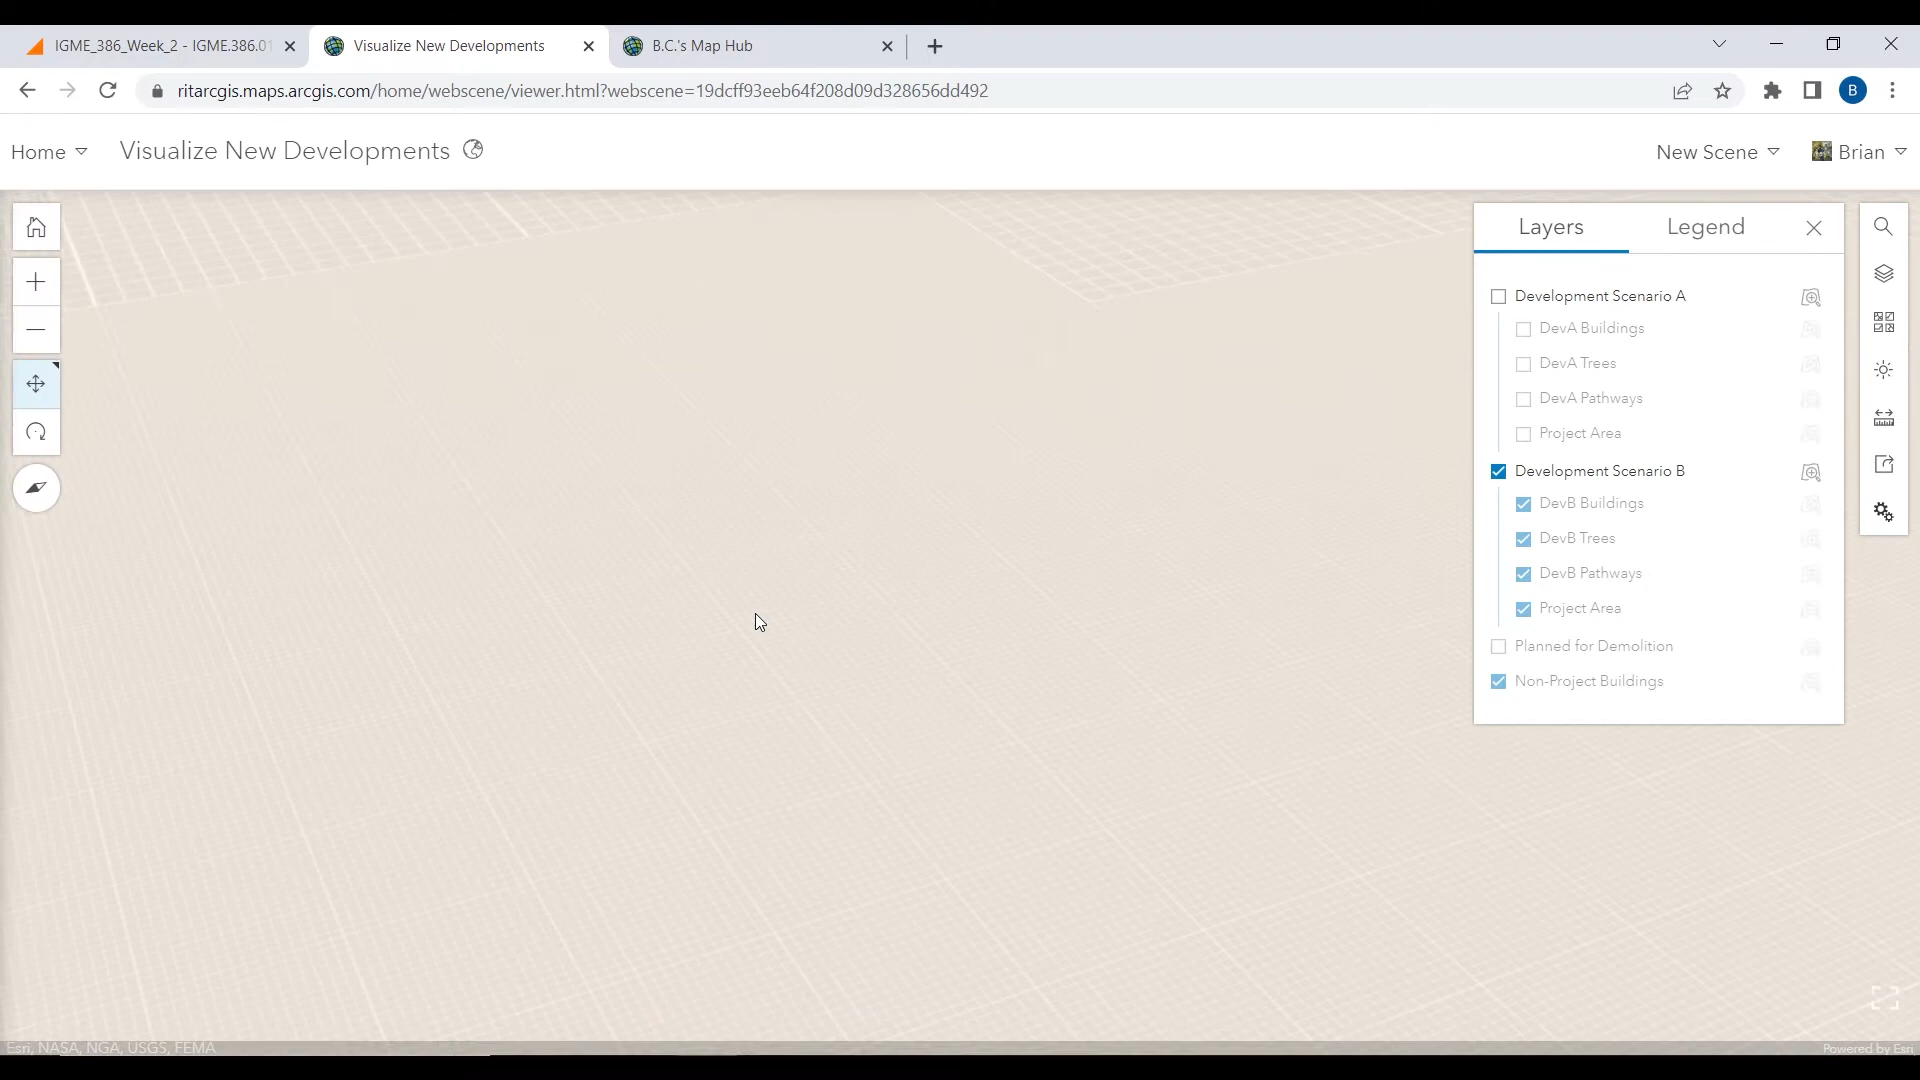 IGME_386_Week_2 - IGME.386.01
Visualize New Developments
B.C.'s Map Hub
ritarcgis.maps.arcgis.com/home/webscene/viewer.html?webscene=19dcff93eeb64f208d09d328656dd492
B
Home
Visualize New Developments
New Scene
Brian
Layers
Legend
Development Scenario A
DevA Buildings
DevA Trees
DevA Pathways
Project Area
Development Scenario B
DevB Buildings
DevB Trees
DevB Pathways
Project Area
Planned for Demolition
Non-Project Buildings
Esri, NASA, NGA, USGS, FEMA
Powered by Esri